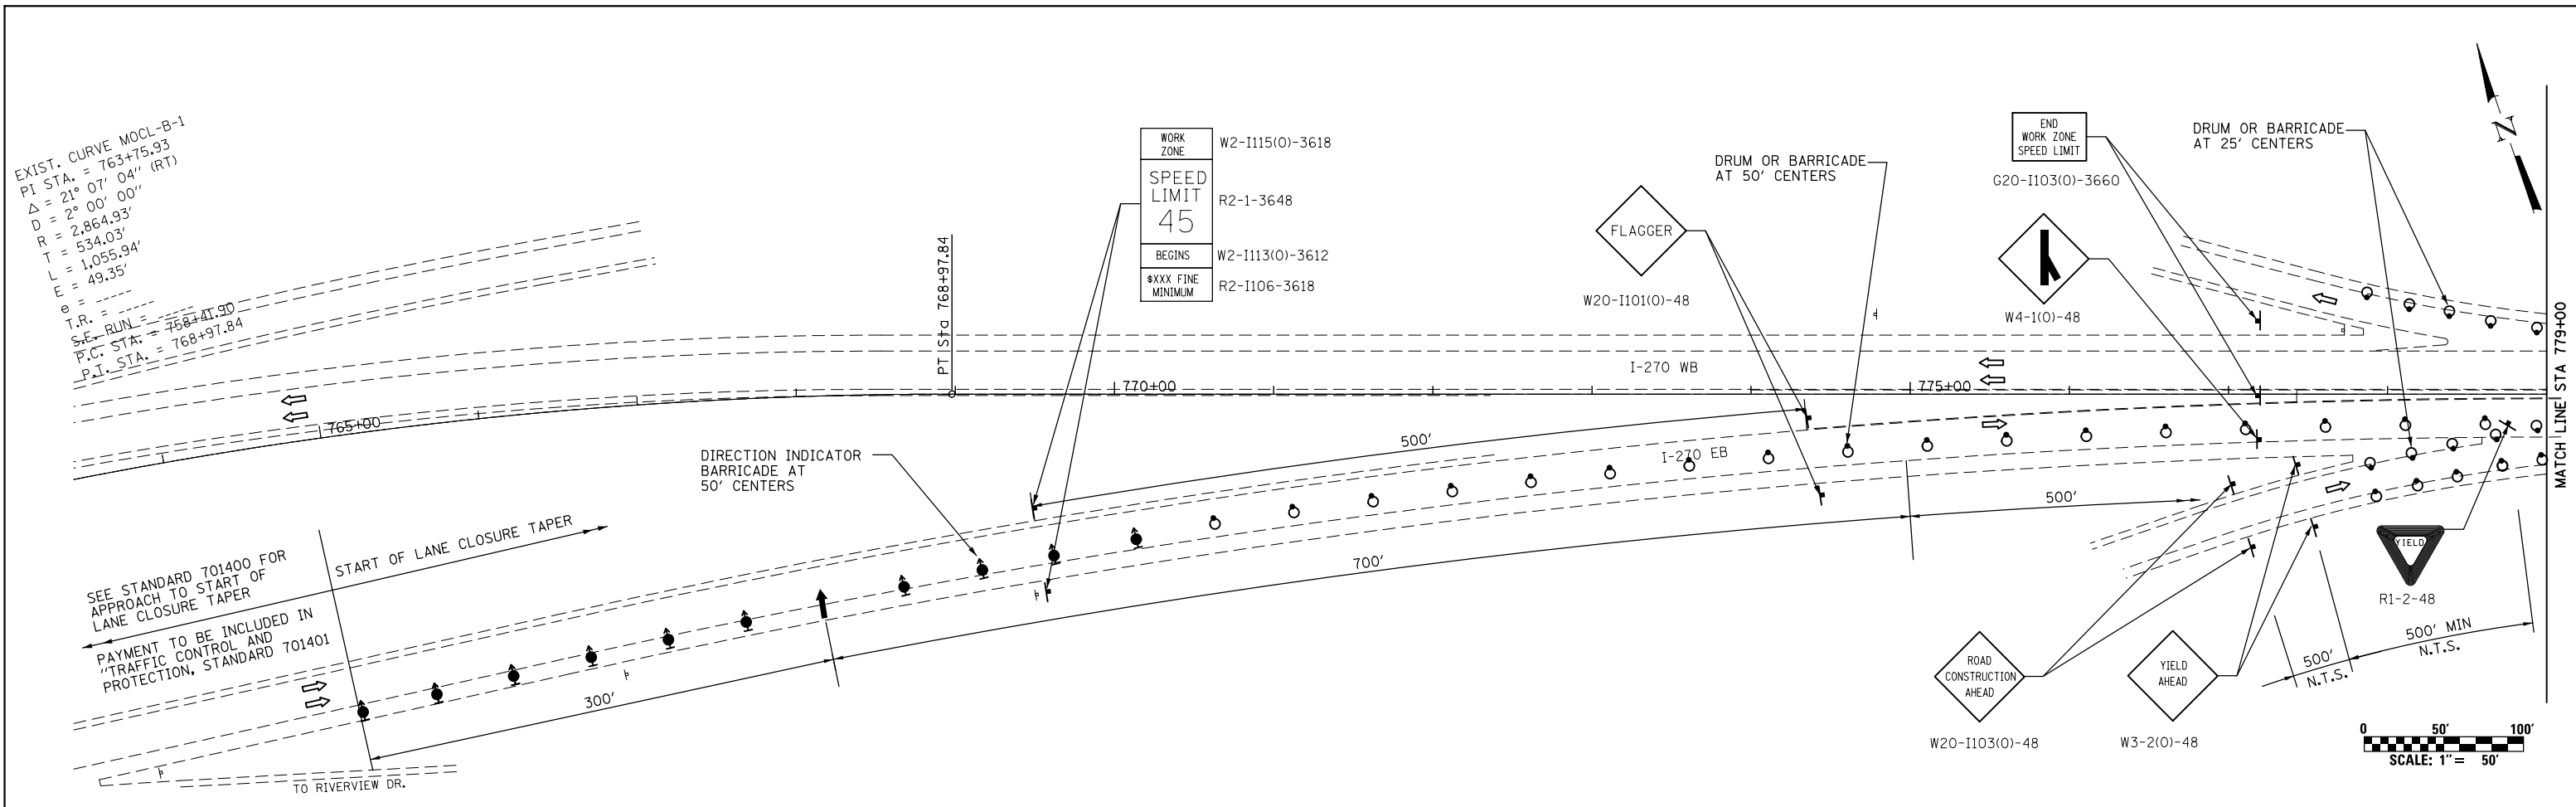 EXIST. CURVE MOCL-B-1
PI STA. = 763+75.93
Δ = 21° 07' 04" (RT)
D = 2° 00' 00"
R = 2,864.93'
T = 534.03'
L = 1,055.94'
E = 49.35'
e = -----
T.R. = -----
S.E. RUN = -----
P.C. STA. = 758+41.90
P.T. STA. = 768+97.84
PT Sta 768+97.84
WORK
ZONE
W2-I115(O)-3618
SPEED
LIMIT
45
R2-1-3648
BEGINS
W2-I113(O)-3612
$XXX FINE
MINIMUM
R2-I106-3618
FLAGGER
W20-I101(O)-48
DRUM OR BARRICADE
AT 50' CENTERS
END
WORK ZONE
SPEED LIMIT
G20-I103(O)-3660
W4-1(O)-48
DRUM OR BARRICADE
AT 25' CENTERS
N
MATCH LINE STA 779+00
I-270 WB
765+00
770+00
775+00
I-270 EB
500'
500'
700'
300'
DIRECTION INDICATOR
BARRICADE AT
50' CENTERS
START OF LANE CLOSURE TAPER
SEE STANDARD 701400 FOR
APPROACH TO START OF
LANE CLOSURE TAPER
PAYMENT TO BE INCLUDED IN
"TRAFFIC CONTROL AND
PROTECTION, STANDARD 701401
TO RIVERVIEW DR.
ROAD
CONSTRUCTION
AHEAD
W20-I103(O)-48
YIELD
AHEAD
W3-2(O)-48
YIELD
R1-2-48
500' MIN
N.T.S.
500'
N.T.S.
0 50' 100'
SCALE: 1" = 50'